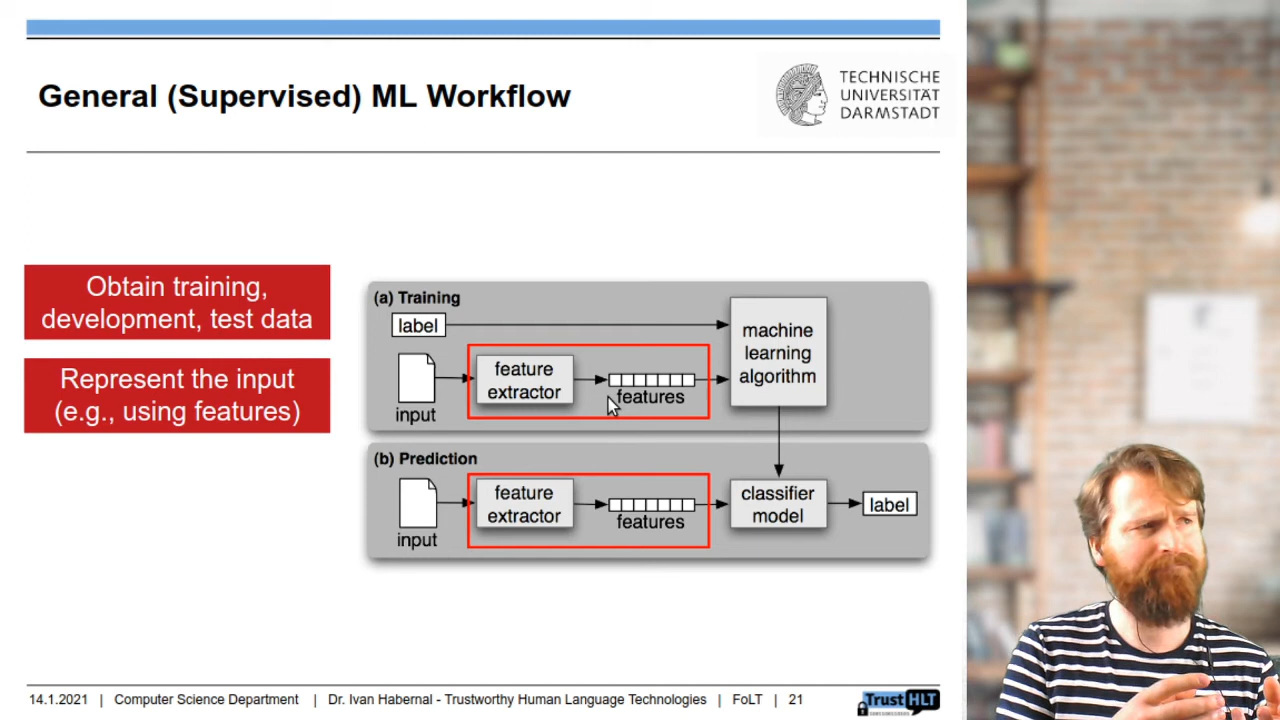 General (Supervised) ML Workflow
TECHNISCHE
UNIVERSITÄT
DARMSTADT
Obtain training,
development, test data
Represent the input
(e.g., using features)
(a) Training
label
input
feature
extractor
features
machine
learning
algorithm
(b) Prediction
input
feature
extractor
features
classifier
model
label
14.1.2021 | Computer Science Department | Dr. Ivan Habernal - Trustworthy Human Language Technologies | FoLT | 21
Trust HLT